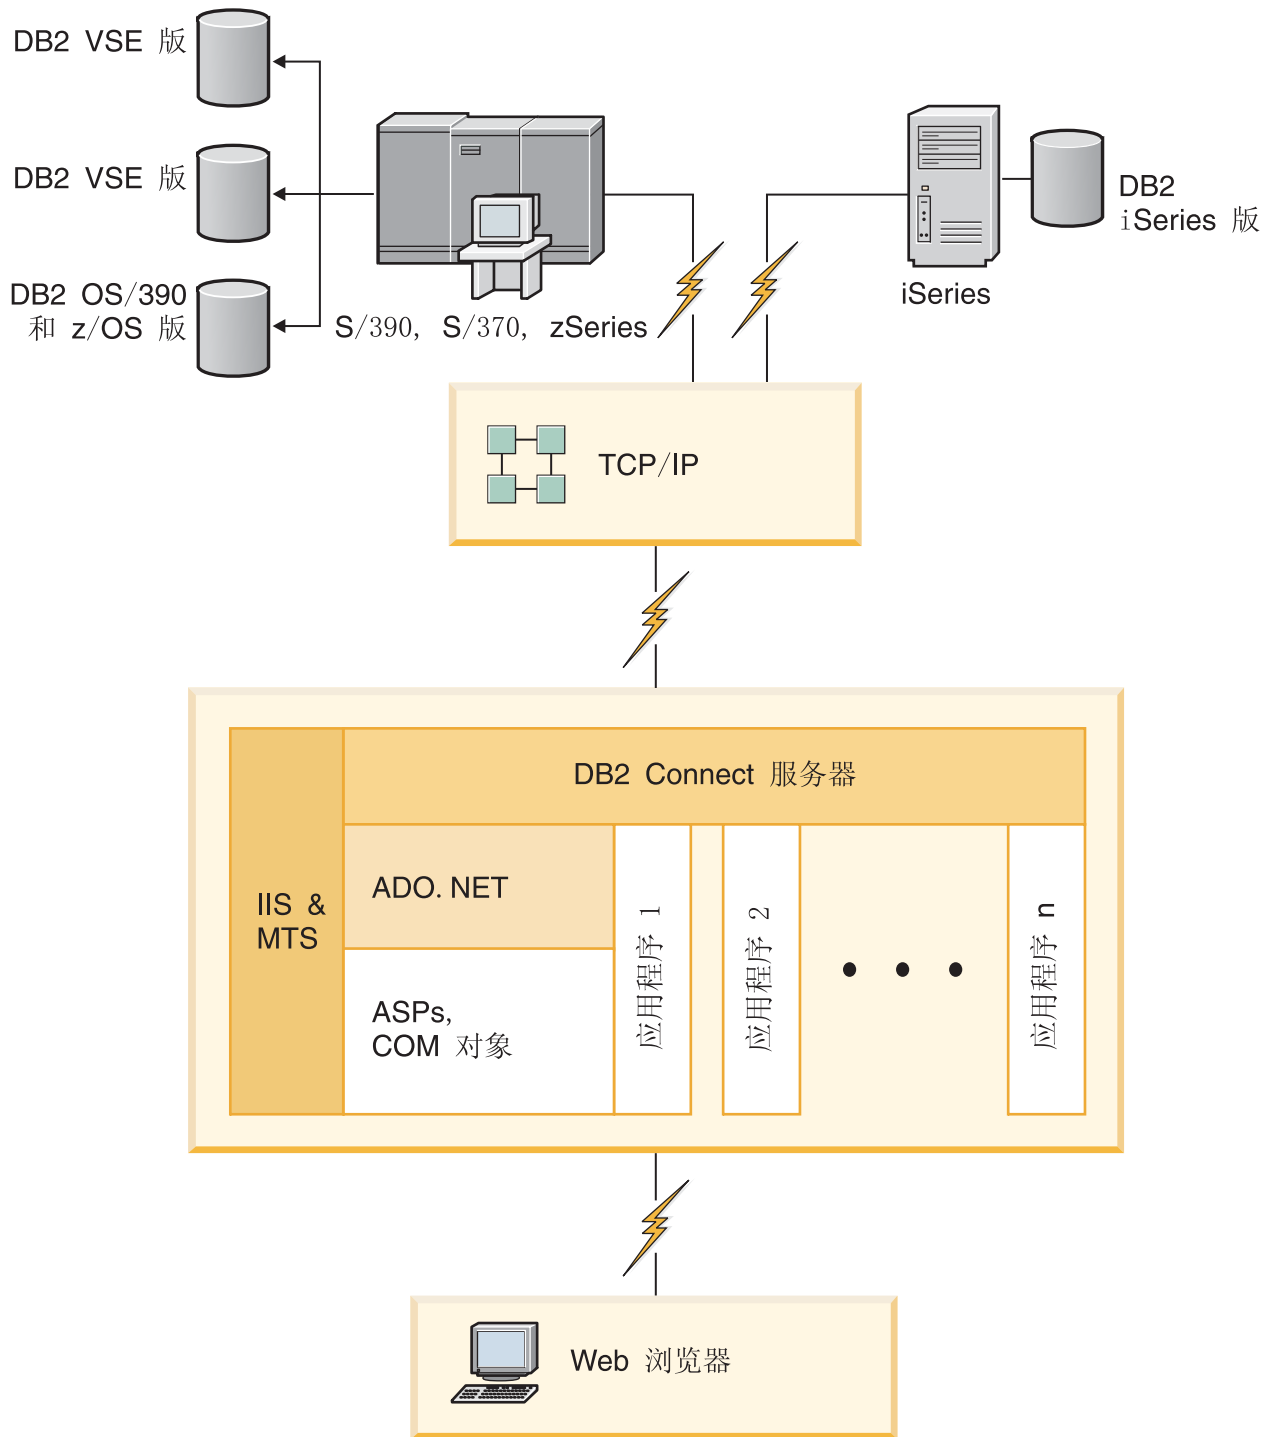 DB2 VSE 版
DB2 VSE 版
DB2 OS/390
和 z/OS 版
S/390, S/370, zSeries
iSeries
DB2
iSeries 版
TCP/IP
DB2 Connect 服务器
IIS &
MTS
ADO.NET
ASPs,
COM 对象
应用程序 1
应用程序 2
应用程序 n
Web 浏览器